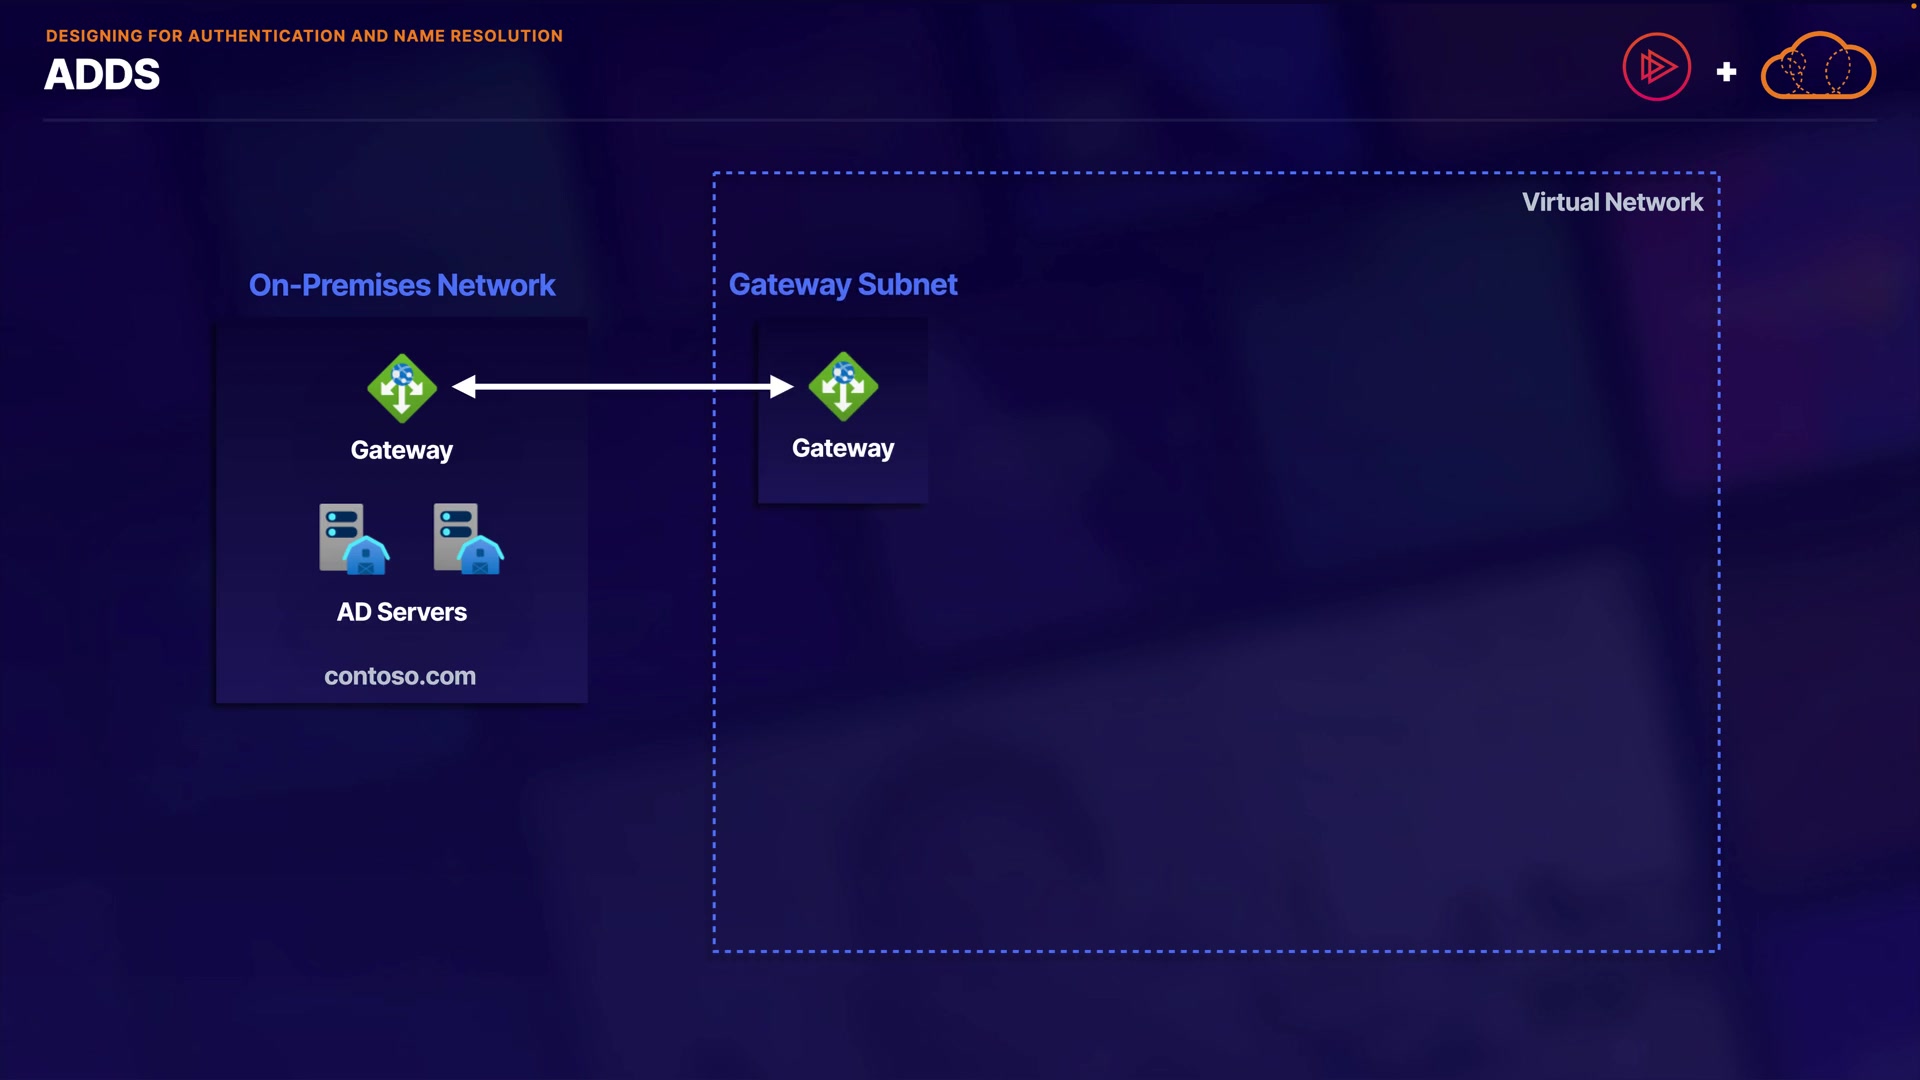 DESIGNING FOR AUTHENTICATION AND NAME RESOLUTION
ADDS
Virtual Network
On-Premises Network
Gateway Subnet
Gateway
Gateway
AD Servers
contoso.com